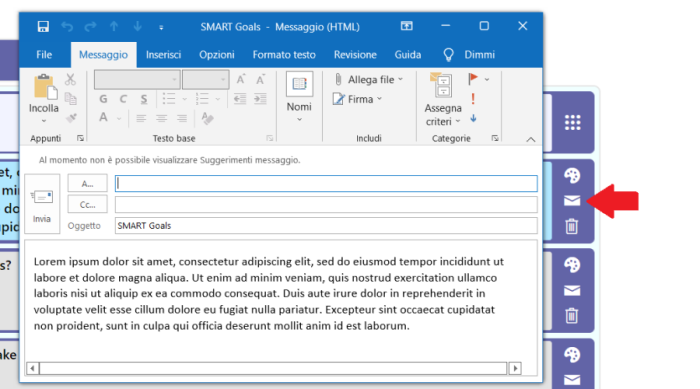 SMART Goals - Messaggio (HTML)
File Messaggio Inserisci Opzioni Formato testo Revisione Guida Dimmi
Incolla
G C S
A A
A
Nomi
Allega file
Firma
Assegna
criteri
Appunti Testo base Includi Categorie
Al momento non è possibile visualizzare Suggerimenti messaggio.
Invia
A...
Cc...
Oggetto SMART Goals
Lorem ipsum dolor sit amet, consectetur adipiscing elit, sed do eiusmod tempor incididunt ut
labore et dolore magna aliqua. Ut enim ad minim veniam, quis nostrud exercitation ullamco
laboris nisi ut aliquip ex ea commodo consequat. Duis aute irure dolor in reprehenderit in
voluptate velit esse cillum dolore eu fugiat nulla pariatur. Excepteur sint occaecat cupidatat
non proident, sunt in culpa qui officia deserunt mollit anim id est laborum.
et,
mi
do
s?